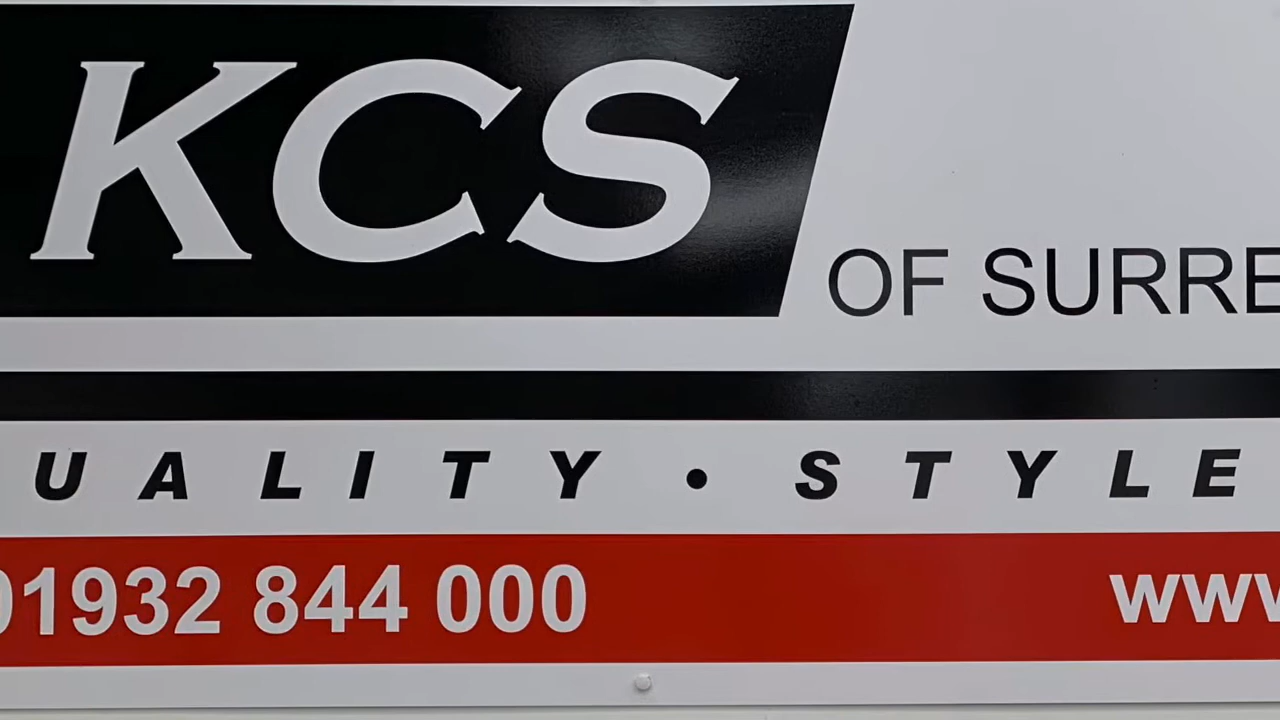 KCS
OF SURRE
UALITY • STYLE
01932 844 000
www